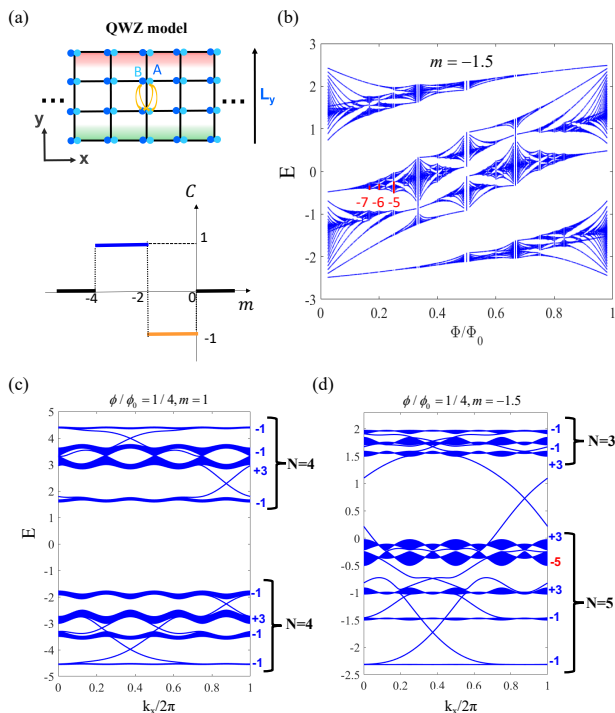 (a)
QWZ model
B A
L_y
...
...
y
x
C
1
-4
-2
0
m
-1
(b)
m = −1.5
3
2
1
0
-1
-2
-3
E
-7 -6 -5
0
0.2
0.4
0.6
0.8
1
Φ/Φ_0
(c)
ϕ / ϕ_0 = 1 / 4, m = 1
5
4
3
2
1
0
-1
-2
-3
-4
-5
E
-1
-1
+3
-1
N=4
-1
+3
-1
-1
N=4
0
0.2
0.4
0.6
0.8
1
k_x/2π
(d)
ϕ / ϕ_0 = 1 / 4, m = −1.5
2
1.5
1
0.5
0
-0.5
-1
-1.5
-2
-2.5
-1
-1
+3
N=3
+3
-5
+3
-1
-1
N=5
0
0.2
0.4
0.6
0.8
1
k_x/2π